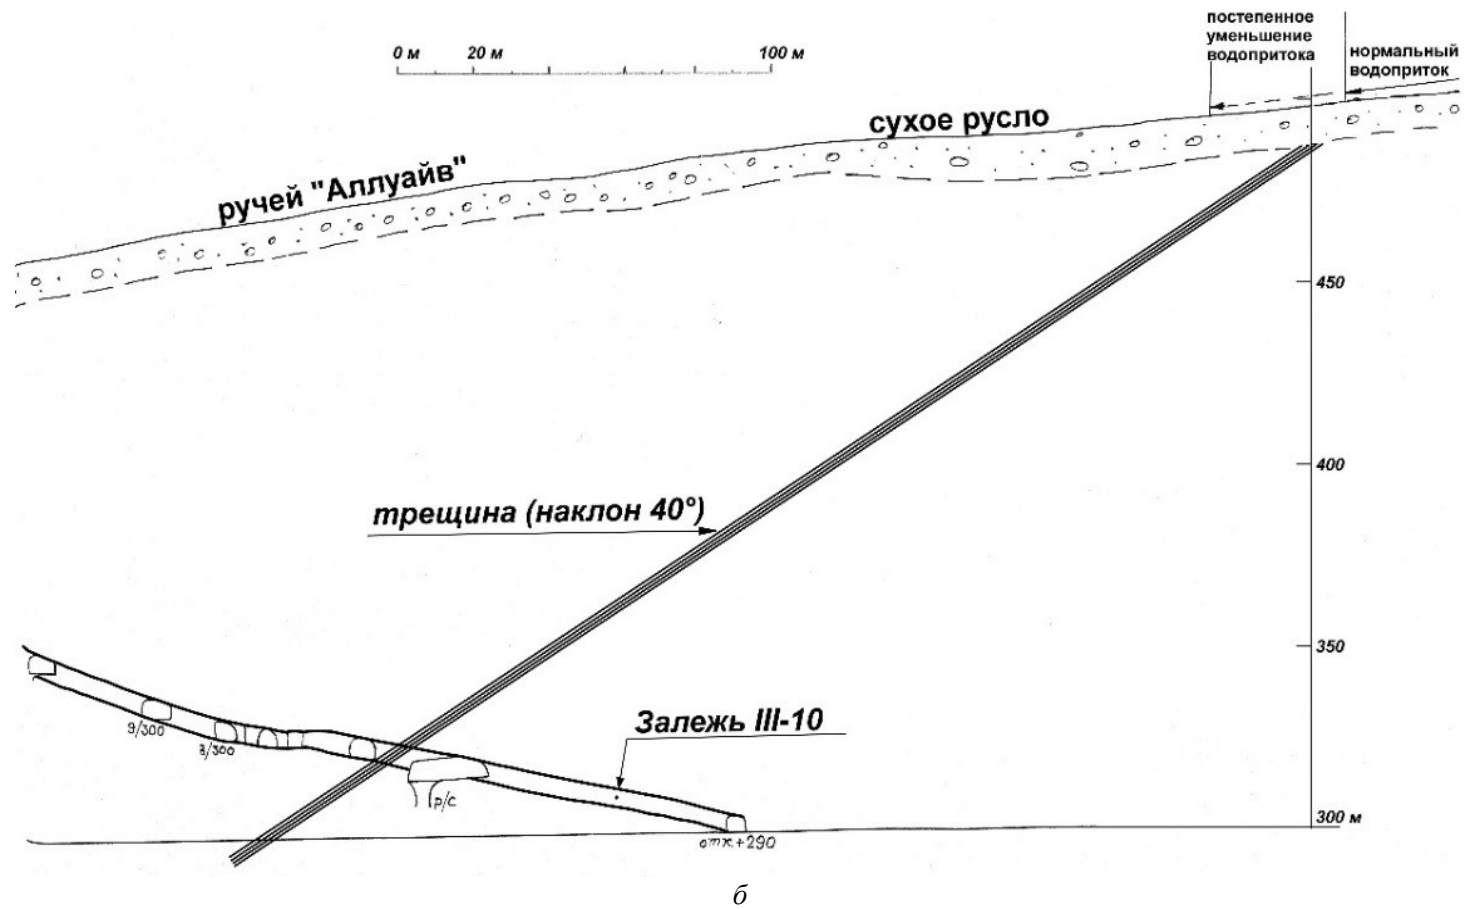 постепенное
уменьшение
водопритока
нормальный
водоприток
0 м 20 м 100 м
сухое русло
ручей "Аллуайв"
450
400
трещина (наклон 40°)
350
Залежь III-10
9/300
8/300
р/с
300 м
отк.+290
б